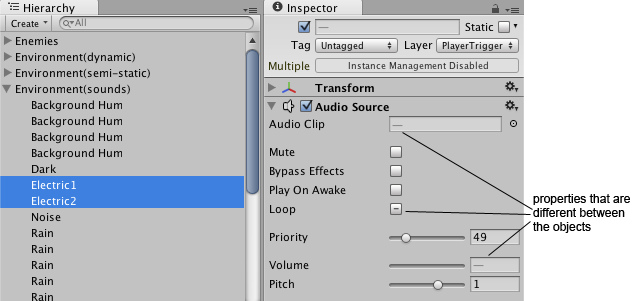 Hierarchy
Create
All
Enemies
Environment(dynamic)
Environment(semi-static)
Environment(sounds)
Background Hum
Background Hum
Background Hum
Background Hum
Dark
Electric1
Electric2
Noise
Rain
Rain
Rain
Rain
Rain
Inspector
— Static
Tag Untagged Layer PlayerTrigger
Multiple Instance Management Disabled
Transform
Audio Source
Audio Clip —
Mute
Bypass Effects
Play On Awake
Loop
Priority 49
Volume —
Pitch 1
properties that are
different between
the objects